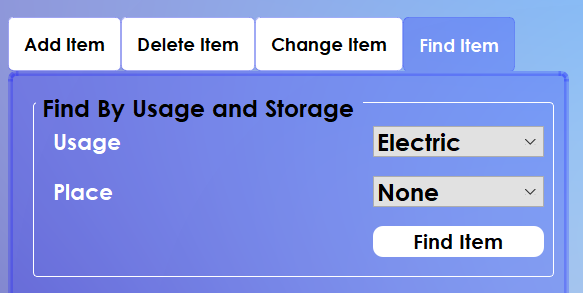 Add Item Delete Item Change Item Find Item
Find By Usage and Storage
Usage Electric
Place None
Find Item